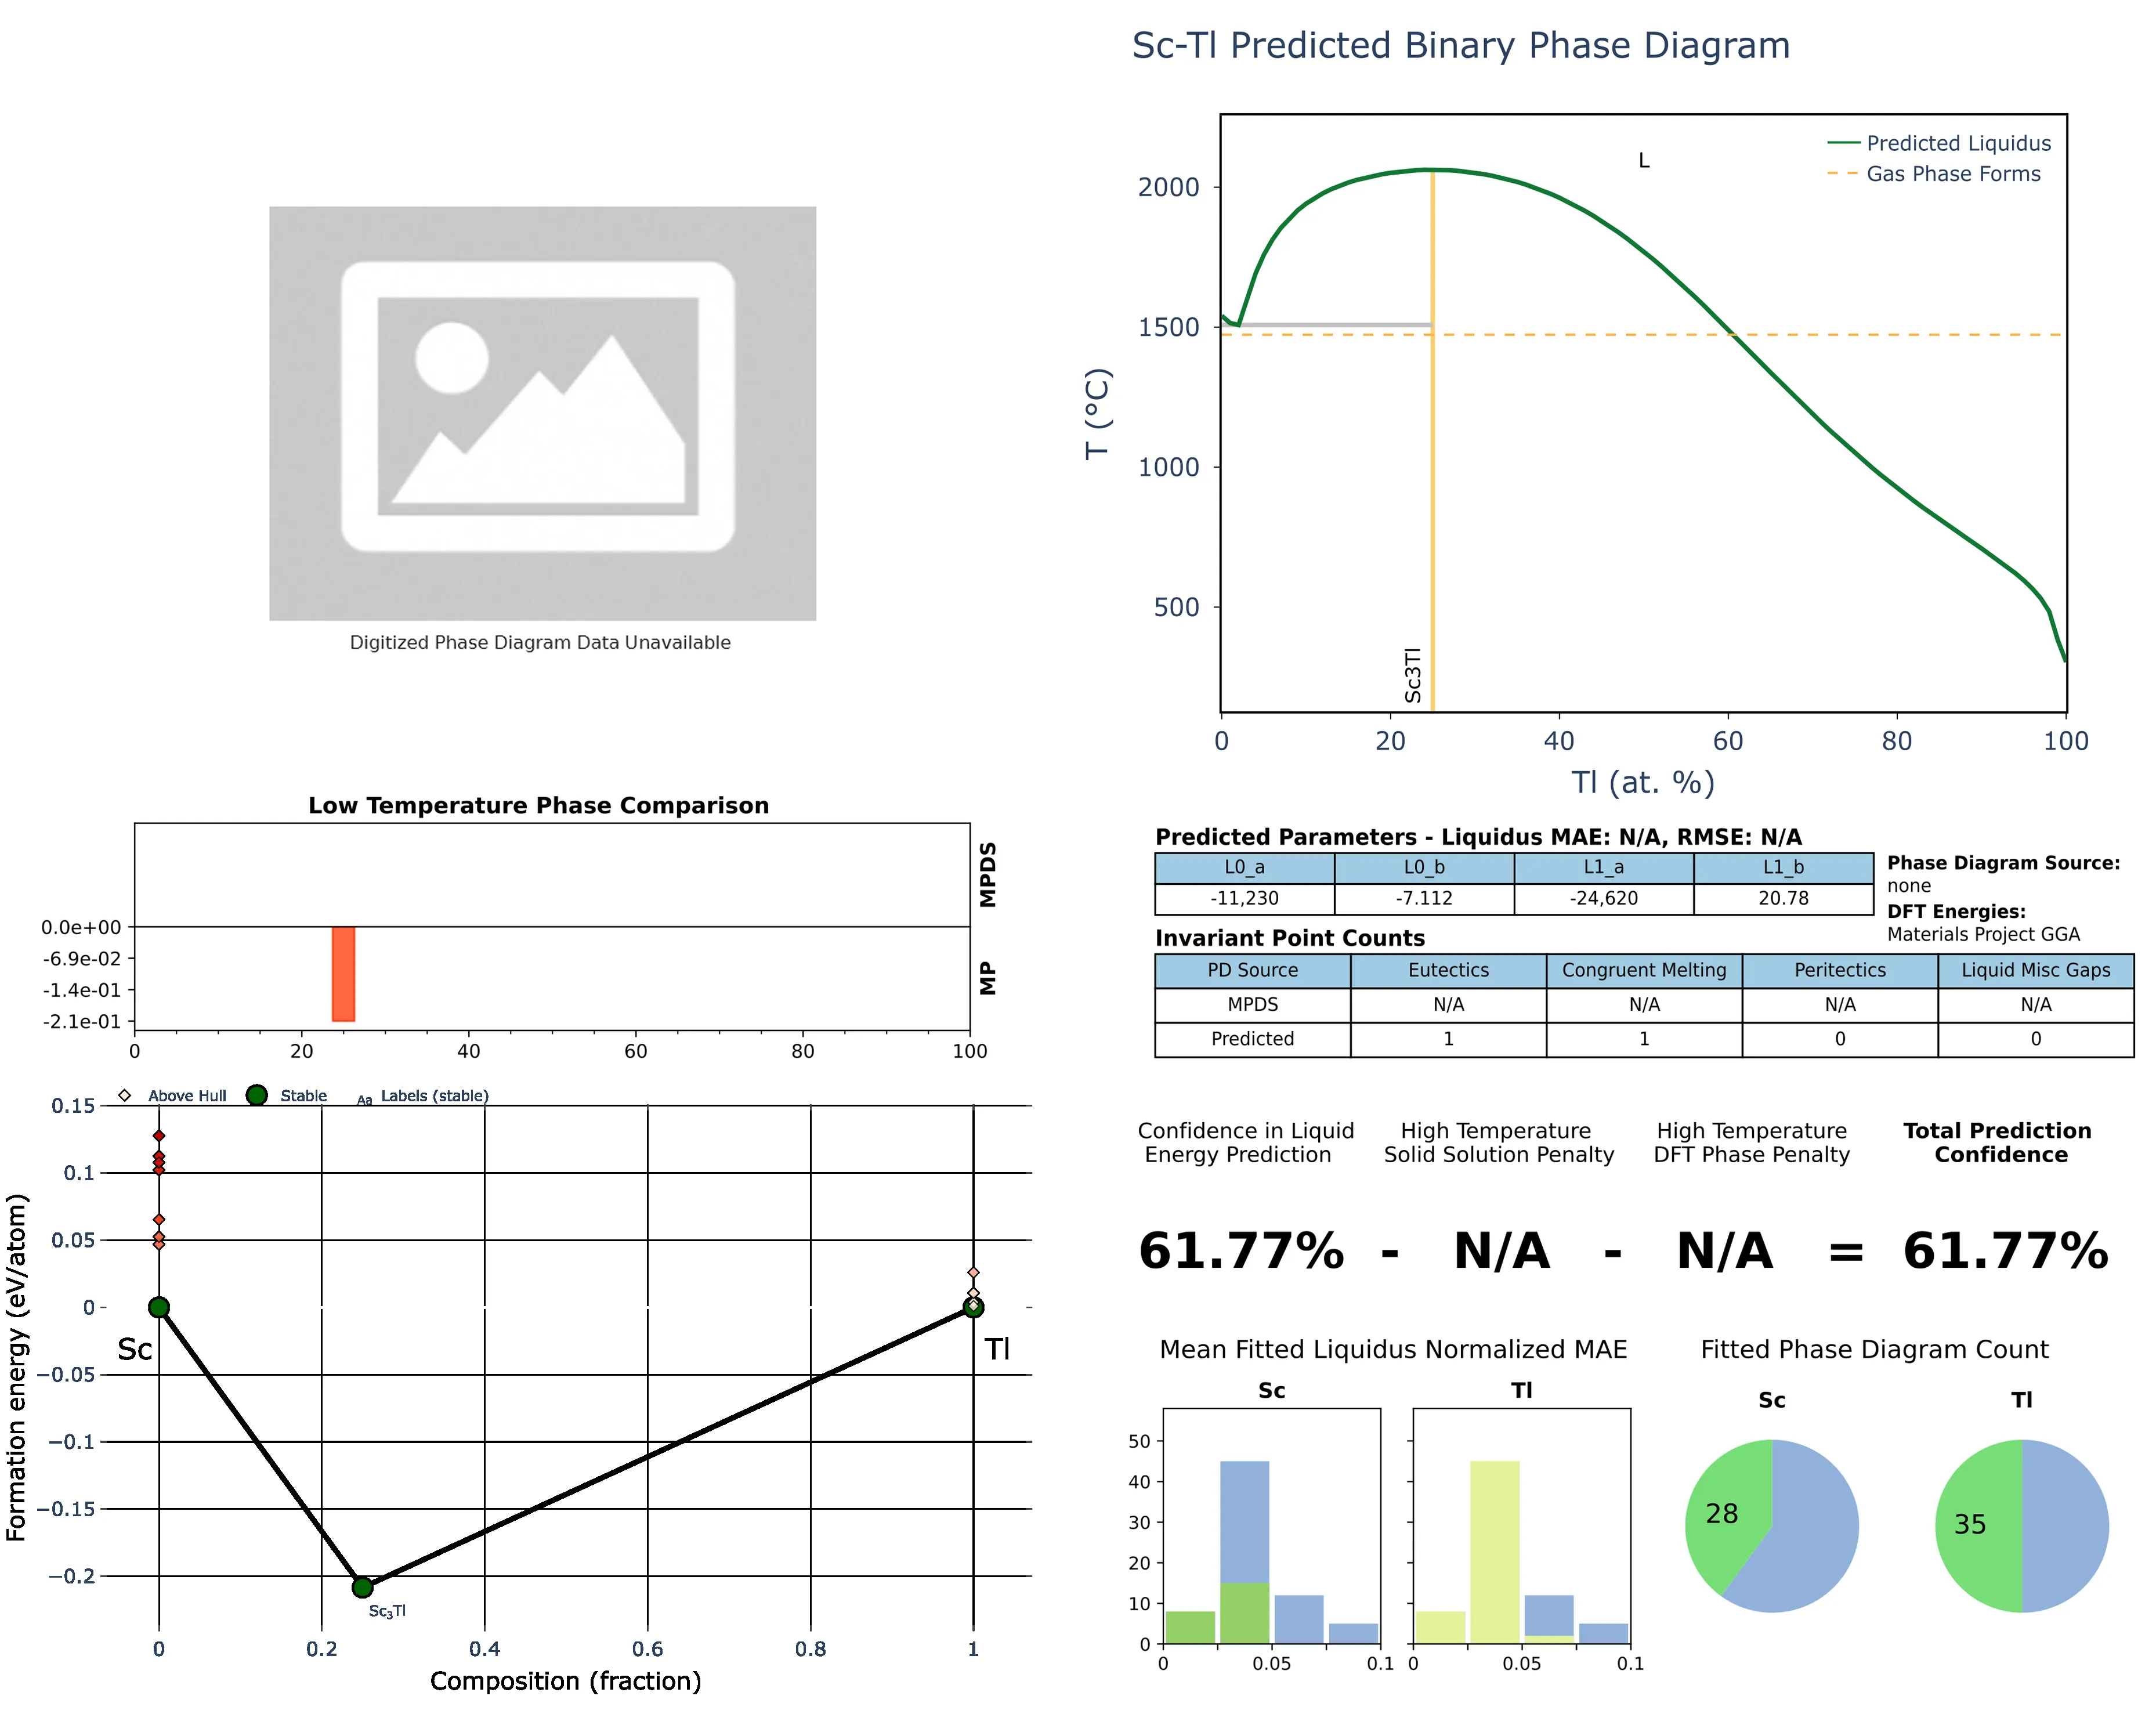 Sc-Tl Predicted Binary Phase Diagram
Digitized Phase Diagram Data Unavailable
Predicted Liquidus
Gas Phase Forms
L
Sc3Tl
2000
1500
1000
500
T (°C)
0 20 40 60 80 100
Tl (at. %)
Low Temperature Phase Comparison
MPDS
MP
0.0e+00
-6.9e-02
-1.4e-01
-2.1e-01
0 20 40 60 80 100
Predicted Parameters - Liquidus MAE: N/A, RMSE: N/A
L0_a L0_b L1_a L1_b
-11,230 -7.112 -24,620 20.78
Phase Diagram Source:
none
DFT Energies:
Materials Project GGA
Invariant Point Counts
PD Source Eutectics Congruent Melting Peritectics Liquid Misc Gaps
MPDS N/A N/A N/A N/A
Predicted 1 1 0 0
Above Hull Stable Aa Labels (stable)
0.15
0.1
0.05
0
−0.05
−0.1
−0.15
−0.2
Formation energy (eV/atom)
Sc
Tl
Sc₃Tl
0 0.2 0.4 0.6 0.8 1
Composition (fraction)
Confidence in Liquid
Energy Prediction
High Temperature
Solid Solution Penalty
High Temperature
DFT Phase Penalty
Total Prediction
Confidence
61.77% - N/A - N/A = 61.77%
Mean Fitted Liquidus Normalized MAE
Sc
Tl
50
40
30
20
10
0
0 0.05 0.1
0 0.05 0.1
Fitted Phase Diagram Count
Sc
Tl
28
35